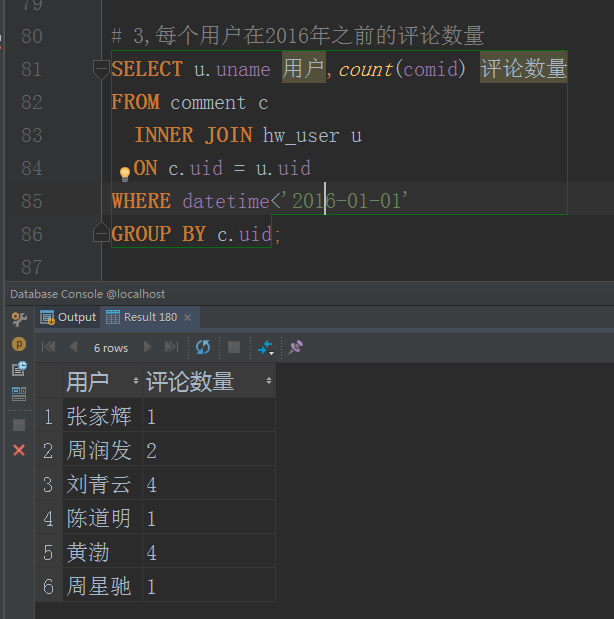 79
80 # 3,每个用户在2016年之前的评论数量
81 SELECT u.uname 用户,count(comid) 评论数量
82 FROM comment c
83 INNER JOIN hw_user u
84 ON c.uid = u.uid
85 WHERE datetime<'2016-01-01'
86 GROUP BY c.uid;
87
Database Console @localhost
Output Result 180
6 rows
用户 评论数量
1 张家辉 1
2 周润发 2
3 刘青云 4
4 陈道明 1
5 黄渤 4
6 周星驰 1